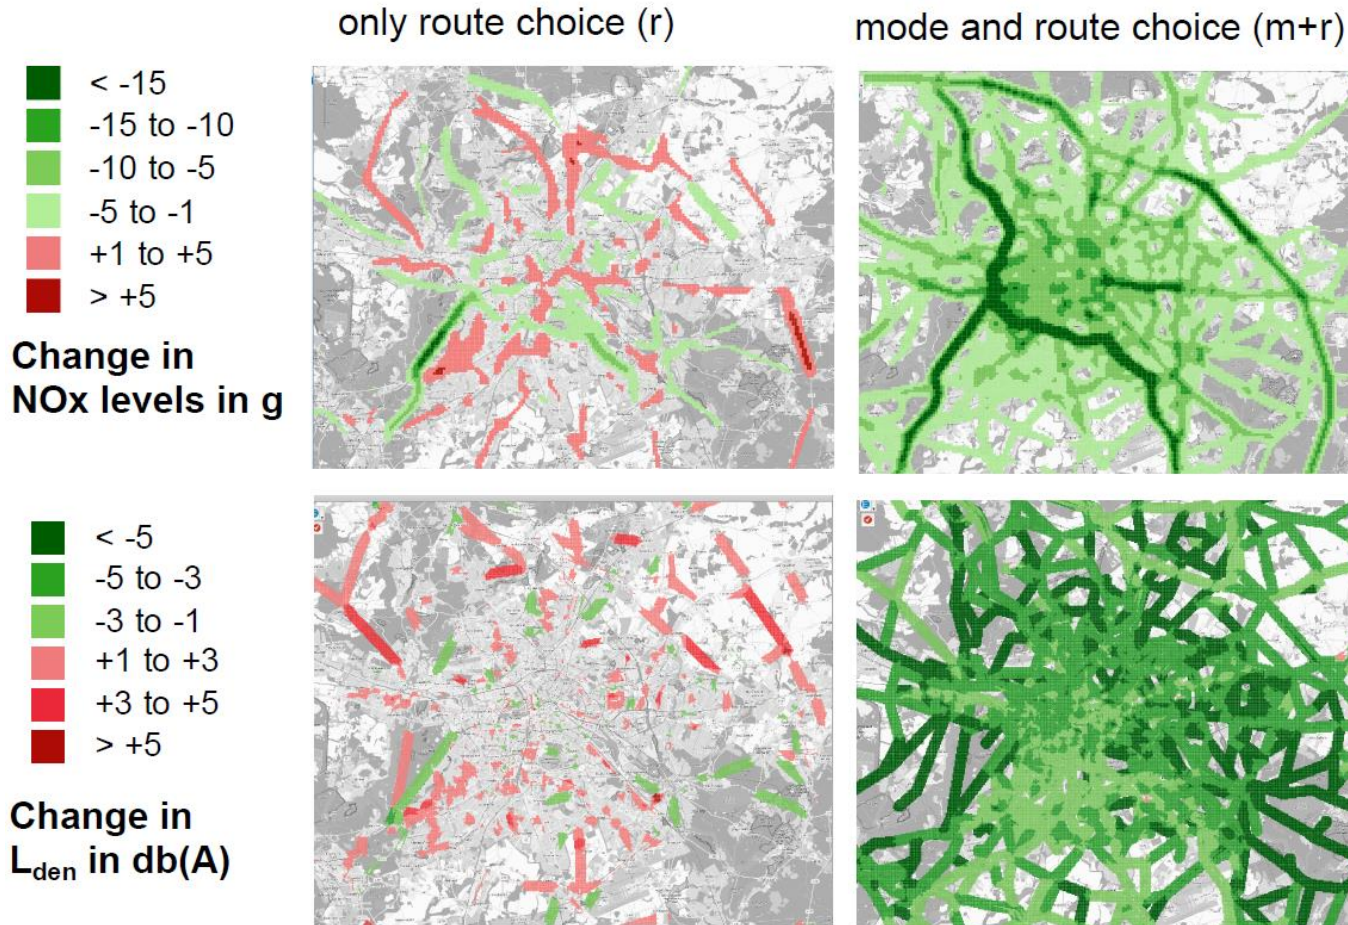 only route choice (r)
mode and route choice (m+r)
< -15
-15 to -10
-10 to -5
-5 to -1
+1 to +5
> +5
Change in
NOx levels in g
< -5
-5 to -3
-3 to -1
+1 to +3
+3 to +5
> +5
Change in
Lden in db(A)